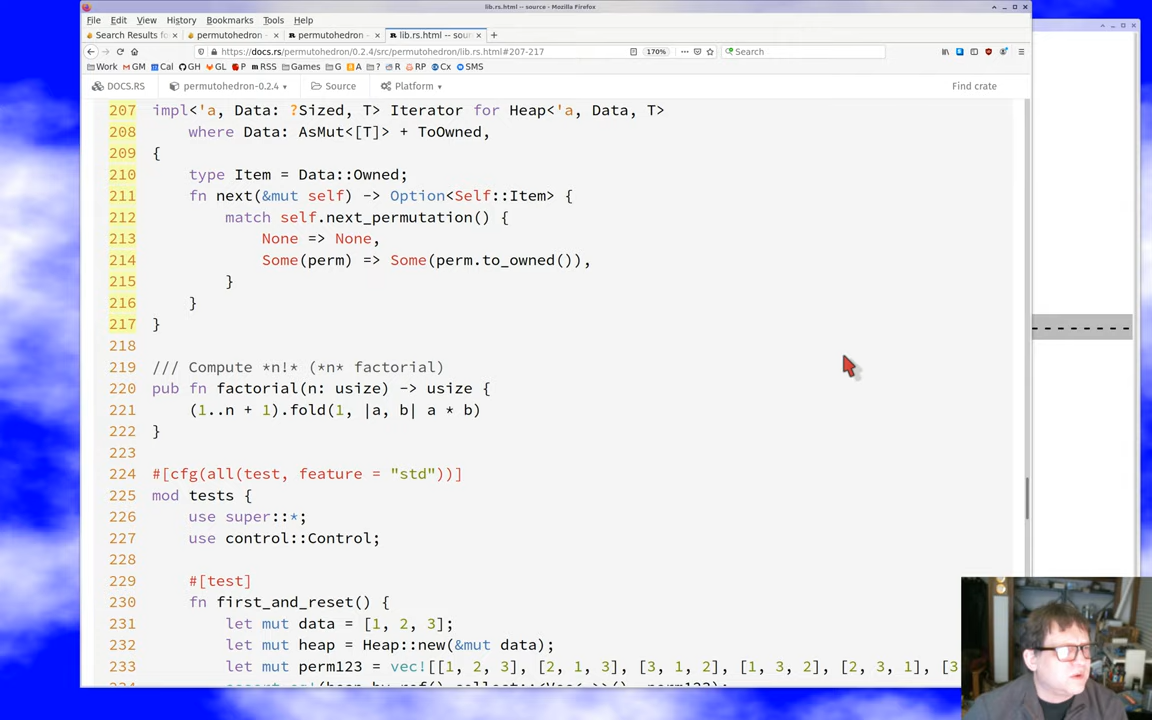 lib.rs.html -- source - Mozilla Firefox
File Edit View History Bookmarks Tools Help
Search Results fo permutohedron - permutohedron - lib.rs.html -- sour
https://docs.rs/permutohedron/0.2.4/src/permutohedron/lib.rs.html#207-217 170% Search
Work GM Cal GH GL P RSS Games G A ? R RP Cx SMS
DOCS.RS permutohedron-0.2.4 Source Platform Find crate
207 impl<'a, Data: ?Sized, T> Iterator for Heap<'a, Data, T>
208 where Data: AsMut<[T]> + ToOwned,
209 {
210 type Item = Data::Owned;
211 fn next(&mut self) -> Option<Self::Item> {
212 match self.next_permutation() {
213 None => None,
214 Some(perm) => Some(perm.to_owned()),
215 }
216 }
217 }
218
219 /// Compute *n!* (*n* factorial)
220 pub fn factorial(n: usize) -> usize {
221 (1..n + 1).fold(1, |a, b| a * b)
222 }
223
224 #[cfg(all(test, feature = "std"))]
225 mod tests {
226 use super::*;
227 use control::Control;
228
229 #[test]
230 fn first_and_reset() {
231 let mut data = [1, 2, 3];
232 let mut heap = Heap::new(&mut data);
233 let mut perm123 = vec![[1, 2, 3], [2, 1, 3], [3, 1, 2], [1, 3, 2], [2, 3, 1], [3